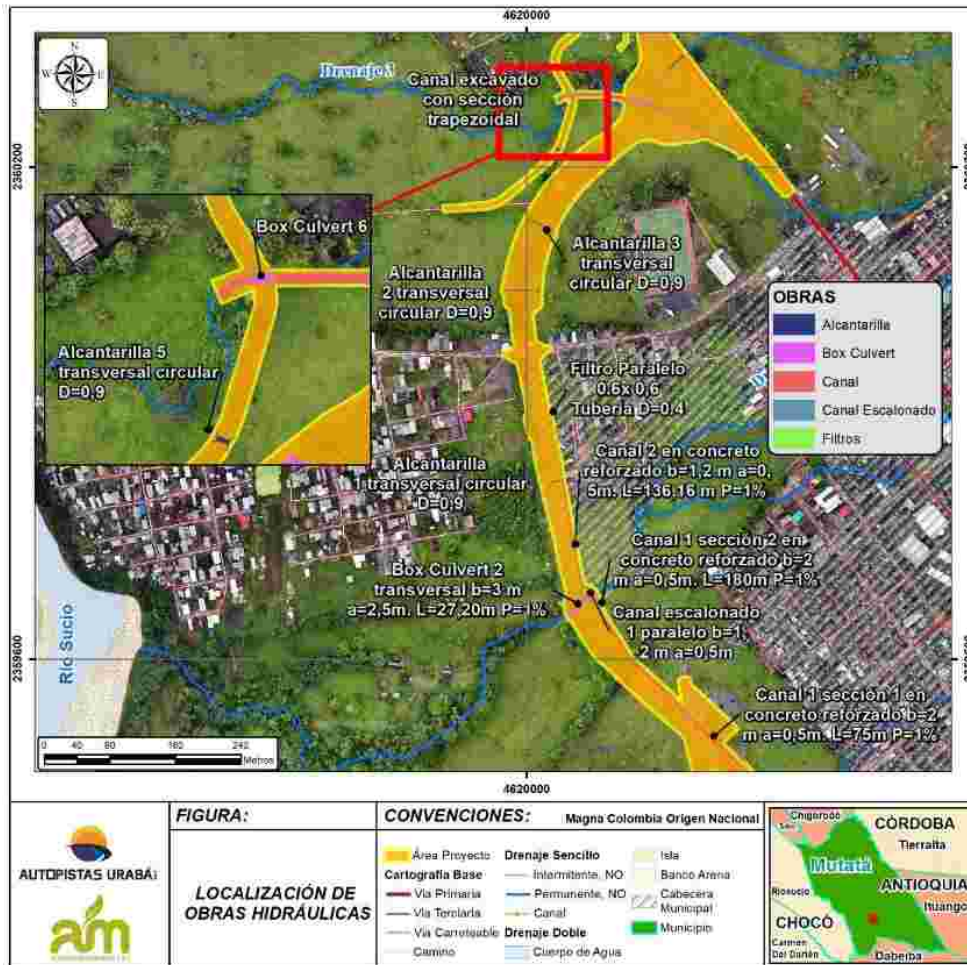 4620000
N
W
E
S
Drenaje 3
Canal excavado
con sección
trapezoidal
2360200
Box Culvert 6
Alcantarilla 5
transversal circular
D=0,9
Alcantarilla
2 transversal
circular D=0,9
Alcantarilla 3
transversal
circular D=0,9
OBRAS
Alcantarilla
Box Culvert
Canal
Canal Escalonado
Filtros
Filtro Paralelo
0.6x 0,6
Tubería D=0.4
Alcantarilla
1 transversal circular
D=0,9
Canal 2 en concreto
reforzado b=1,2 m a=0,
5m. L=136.16 m P=1%
Canal 1 sección 2 en
concreto reforzado b=2
m a=0,5m. L=180m P=1%
Box Culvert 2
transversal b=3 m
a=2,5m. L=27,20m P=1%
Canal escalonado
1 paralelo b=1,
2 m a=0,5m
Río Sucio
2359600
Canal 1 sección 1 en
concreto reforzado b=2
m a=0,5m. L=75m P=1%
0 40 80 160 240
Metros
4620000
AUTOPISTAS URABÁ
am
FIGURA:
LOCALIZACIÓN DE
OBRAS HIDRÁULICAS
CONVENCIONES:
Magna Colombia Origen Nacional
Área Proyecto
Cartografía Base
Vía Primaria
Vía Terciaria
Vía Carreteable
Camino
Drenaje Sencillo
Intermitente, NO
Permanente, NO
Canal
Drenaje Doble
Cuerpo de Agua
Isla
Banco Arena
Cabecera
Municipal
Municipio
Chigorodó
CÓRDOBA
Tierralta
Mutatá
Riosucio
ANTIOQUIA
Ituango
CHOCÓ
Carmen
Del Darién
Dabeiba